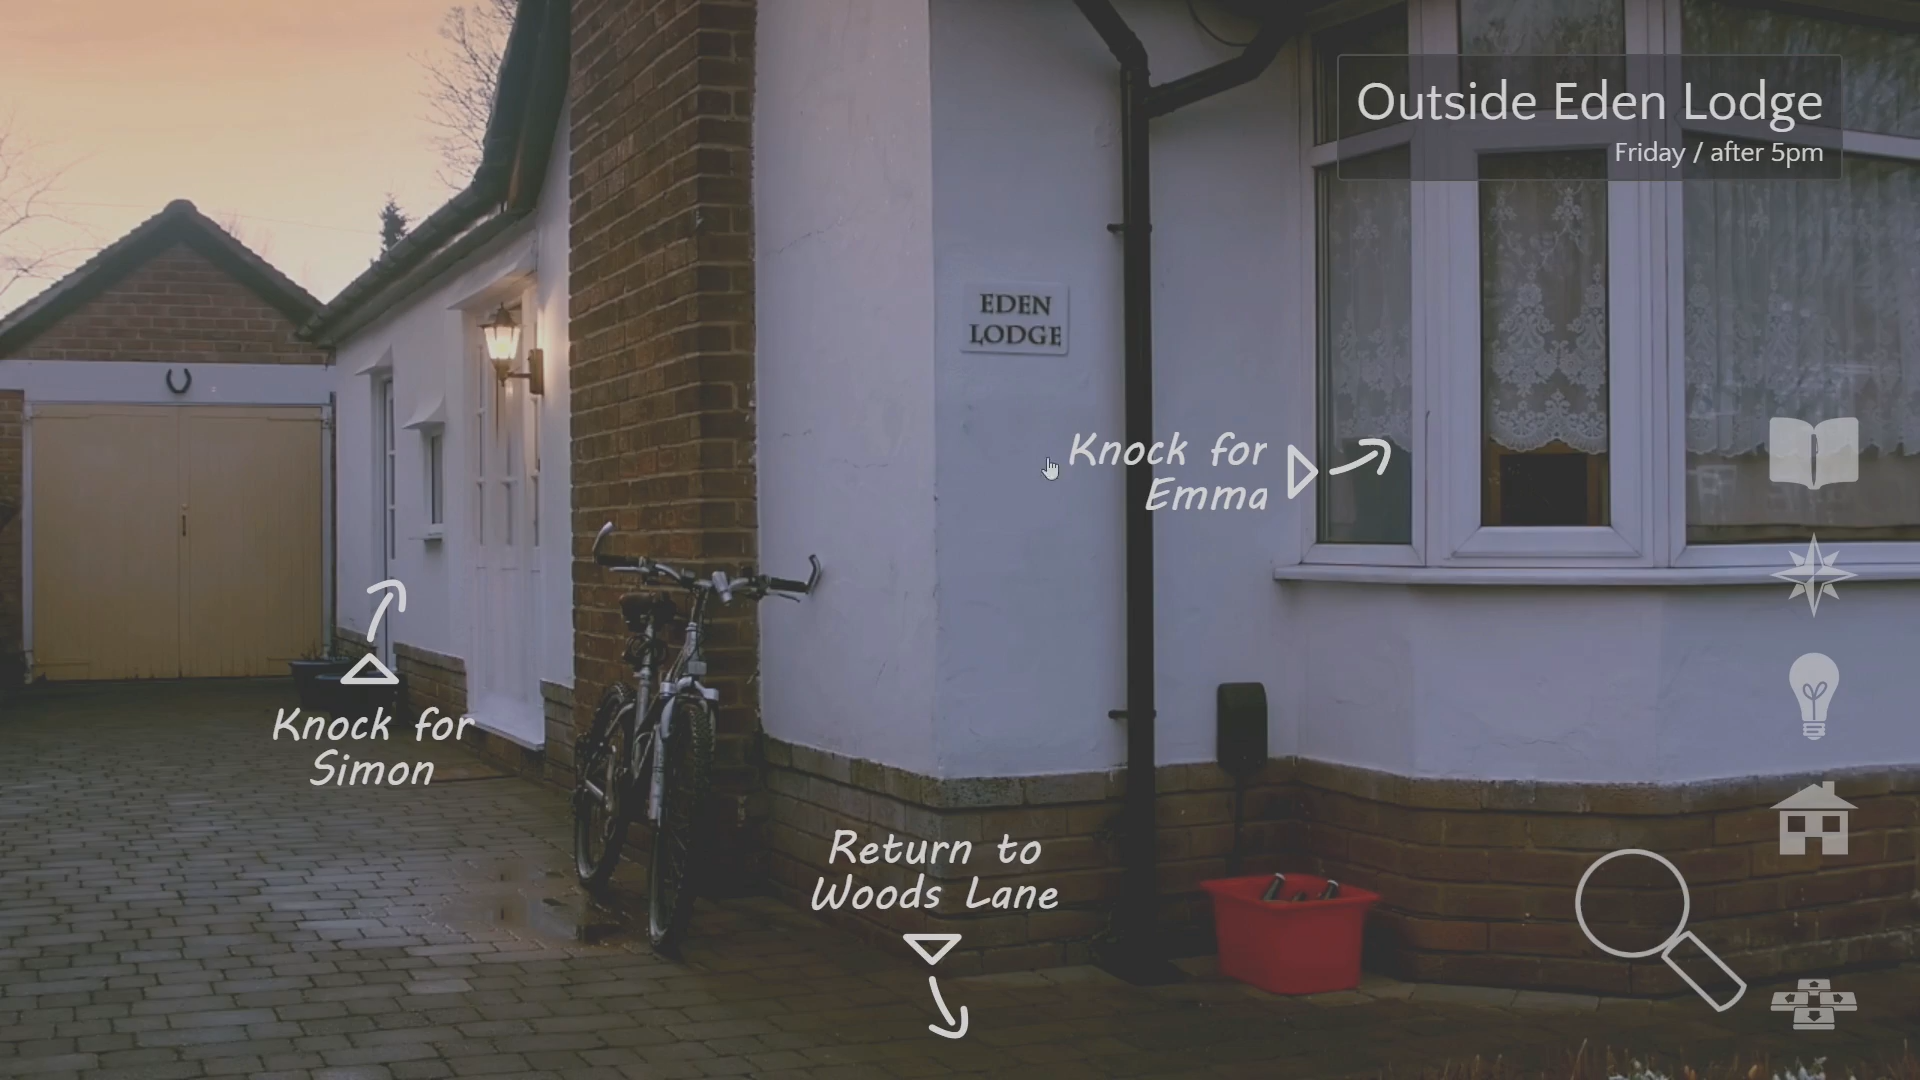 Outside Eden Lodge
Friday / after 5pm
EDEN
LODGE
Knock for
Emma
Knock for
Simon
Return to
Woods Lane